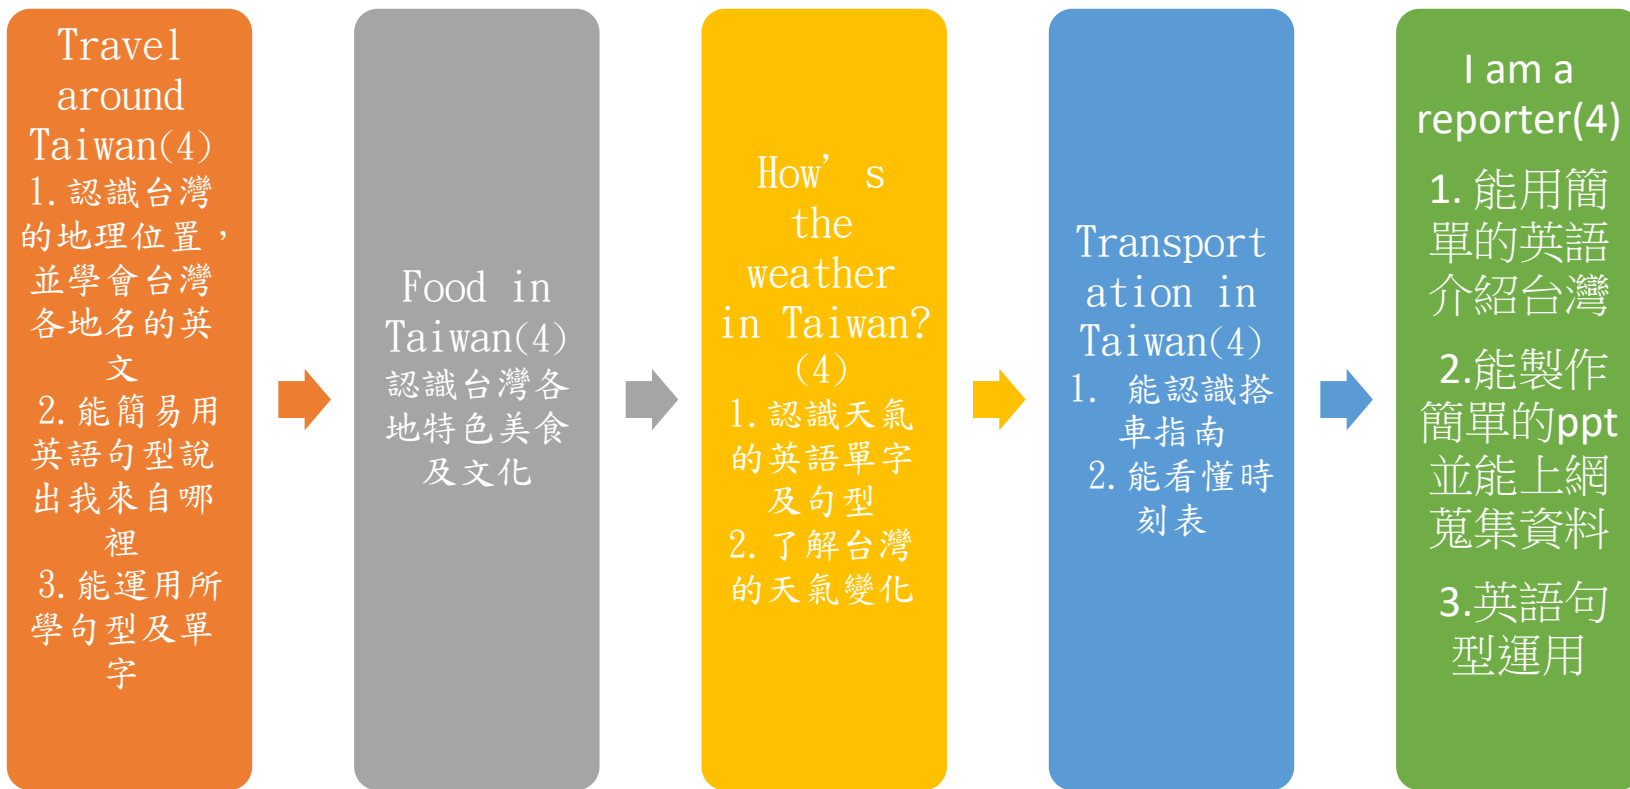 Travel
around
Taiwan(4)
1.認識台灣
的地理位置，
並學會台灣
各地名的英
文
2.能簡易用
英語句型說
出我來自哪
裡
3.能運用所
學句型及單
字
Food in
Taiwan(4)
認識台灣各
地特色美食
及文化
How's
the
weather
in Taiwan?
(4)
1.認識天氣
的英語單字
及句型
2.了解台灣
的天氣變化
Transport
ation in
Taiwan(4)
1. 能認識搭
車指南
2.能看懂時
刻表
I am a
reporter(4)
1. 能用簡
單的英語
介紹台灣
2.能製作
簡單的ppt
並能上網
蒐集資料
3.英語句
型運用